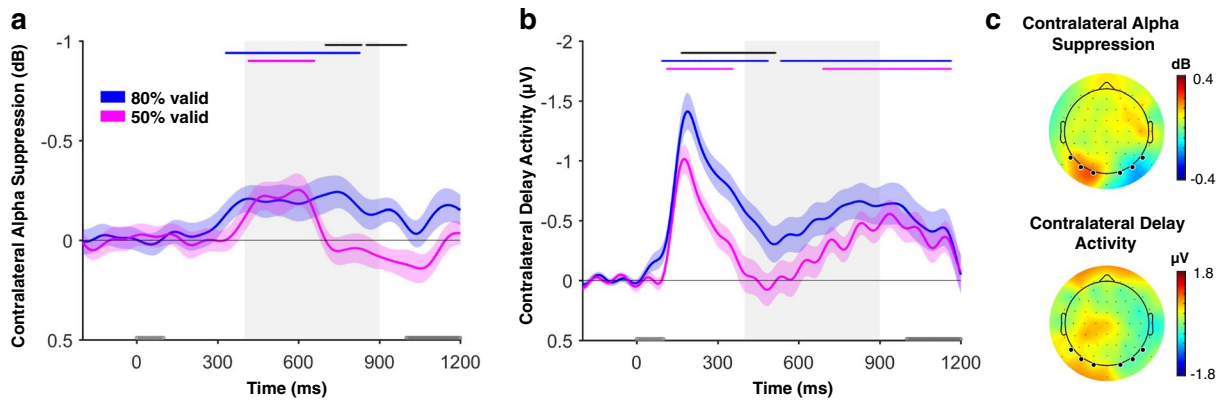 a
Contralateral Alpha Suppression (dB)
-1
-0.5
0
0.5
80% valid
50% valid
0
300
600
900
1200
Time (ms)
b
Contralateral Delay Activity (µV)
-2
-1.5
-1
-0.5
0
0.5
0
300
600
900
1200
Time (ms)
c
Contralateral Alpha
Suppression
dB
0.4
-0.4
Contralateral Delay
Activity
µV
1.8
-1.8